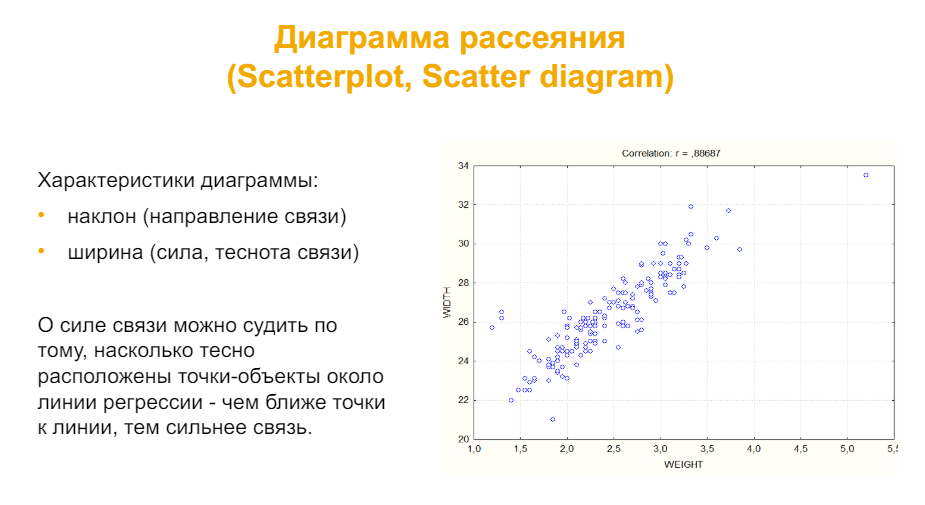 Диаграмма рассеяния
(Scatterplot, Scatter diagram)
Характеристики диаграммы:
• наклон (направление связи)
• ширина (сила, теснота связи)
О силе связи можно судить по
тому, насколько тесно
расположены точки-объекты около
линии регрессии - чем ближе точки
к линии, тем сильнее связь.
Correlation: r = ,88687
34
32
30
28
26
24
22
20
WIDTH
1,0 1,5 2,0 2,5 3,0 3,5 4,0 4,5 5,0 5,5
WEIGHT